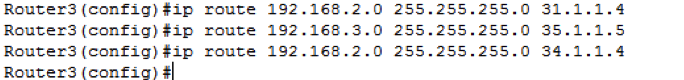 Router3(config)#ip route 192.168.2.0 255.255.255.0 31.1.1.4
Router3(config)#ip route 192.168.3.0 255.255.255.0 35.1.1.5
Router3(config)#ip route 192.168.2.0 255.255.255.0 34.1.1.4
Router3(config)#